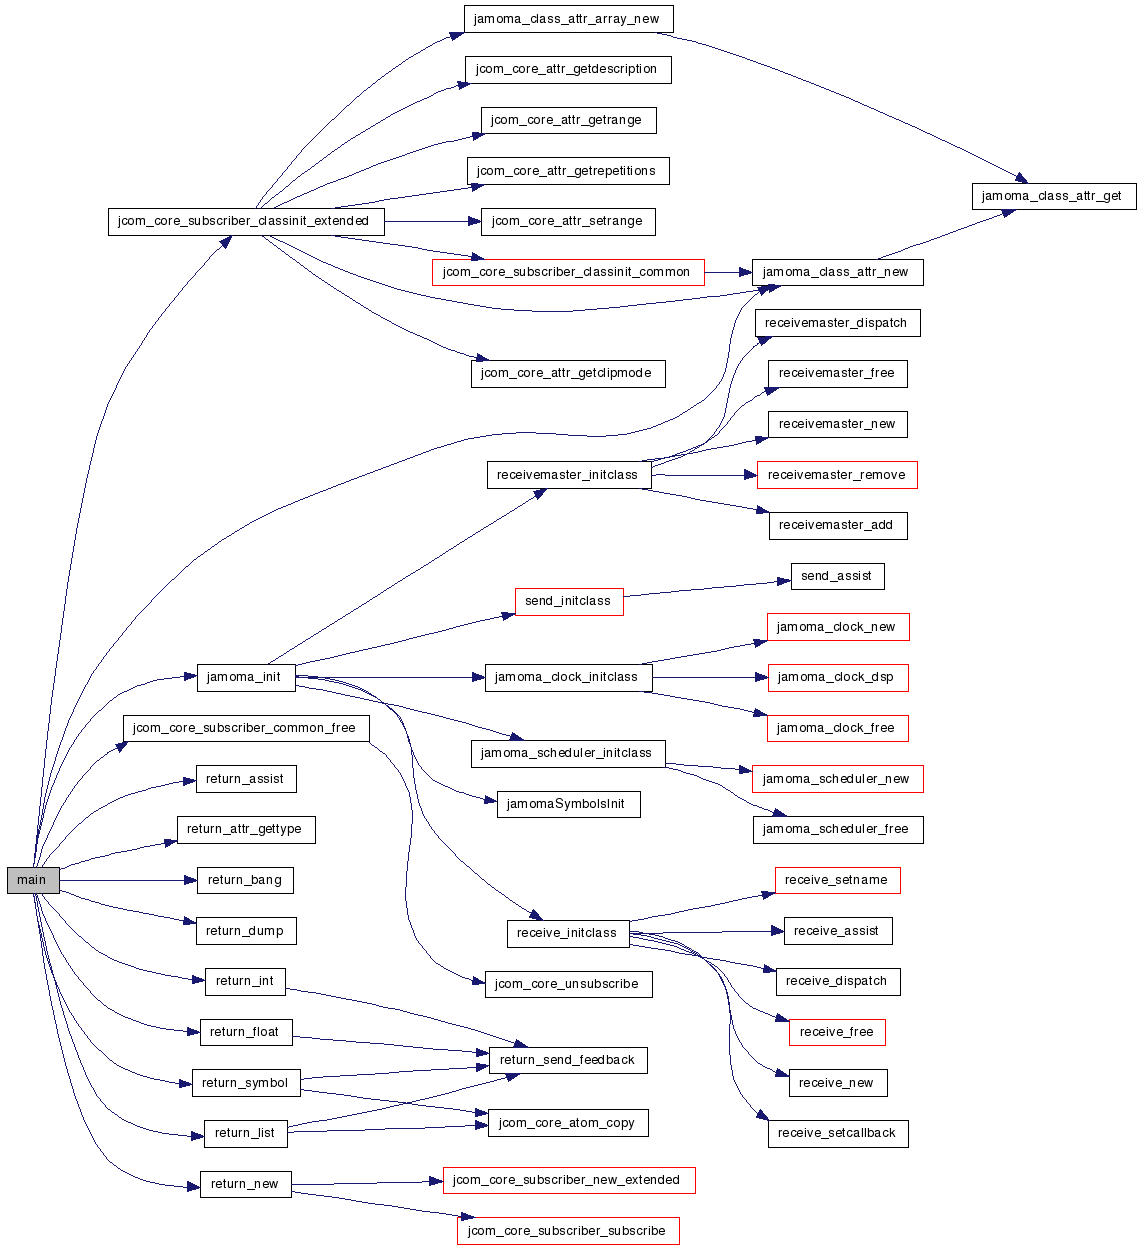 jamoma_class_attr_array_new
jcom_core_attr_getdescription
jcom_core_attr_getrange
jcom_core_attr_getrepetitions
jamoma_class_attr_get
jcom_core_subscriber_classinit_extended
jcom_core_attr_setrange
jcom_core_subscriber_classinit_common
jamoma_class_attr_new
receivemaster_dispatch
jcom_core_attr_getclipmode
receivemaster_free
receivemaster_new
receivemaster_initclass
receivemaster_remove
receivemaster_add
send_assist
send_initclass
jamoma_clock_new
jamoma_init
jamoma_clock_initclass
jamoma_clock_dsp
jcom_core_subscriber_common_free
jamoma_clock_free
jamoma_scheduler_initclass
return_assist
jamoma_scheduler_new
jamomaSymbolsInit
return_attr_gettype
jamoma_scheduler_free
main
return_bang
receive_setname
return_dump
receive_initclass
receive_assist
return_int
jcom_core_unsubscribe
receive_dispatch
return_float
receive_free
return_send_feedback
return_symbol
receive_new
jcom_core_atom_copy
return_list
receive_setcallback
return_new
jcom_core_subscriber_new_extended
jcom_core_subscriber_subscribe